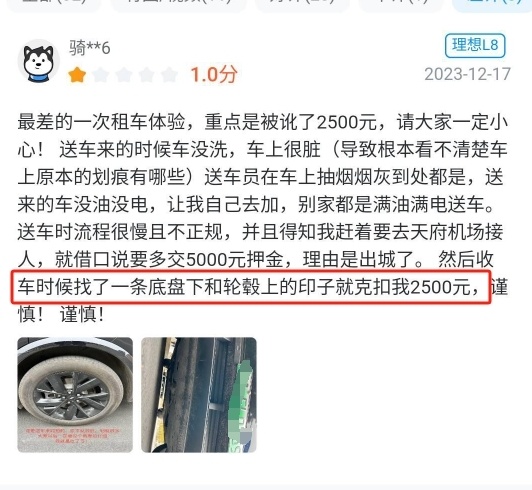 骑**6
理想L8
1.0分
2023-12-17
最差的一次租车体验，重点是被讹了2500元，请大家一定小
心！ 送车来的时候车没洗，车上很脏（导致根本看不清楚车
上原本的划痕有哪些）送车员在车上抽烟烟灰到处都是，送
来的车没油没电，让我自己去加，别家都是满油满电送车。
送车时流程很慢且不正规，并且得知我赶着要去天府机场接
人，就借口说要多交5000元押金，理由是出城了。 然后收
车时候找了一条底盘下和轮毂上的印子就克扣我2500元，谨
慎！ 谨慎！